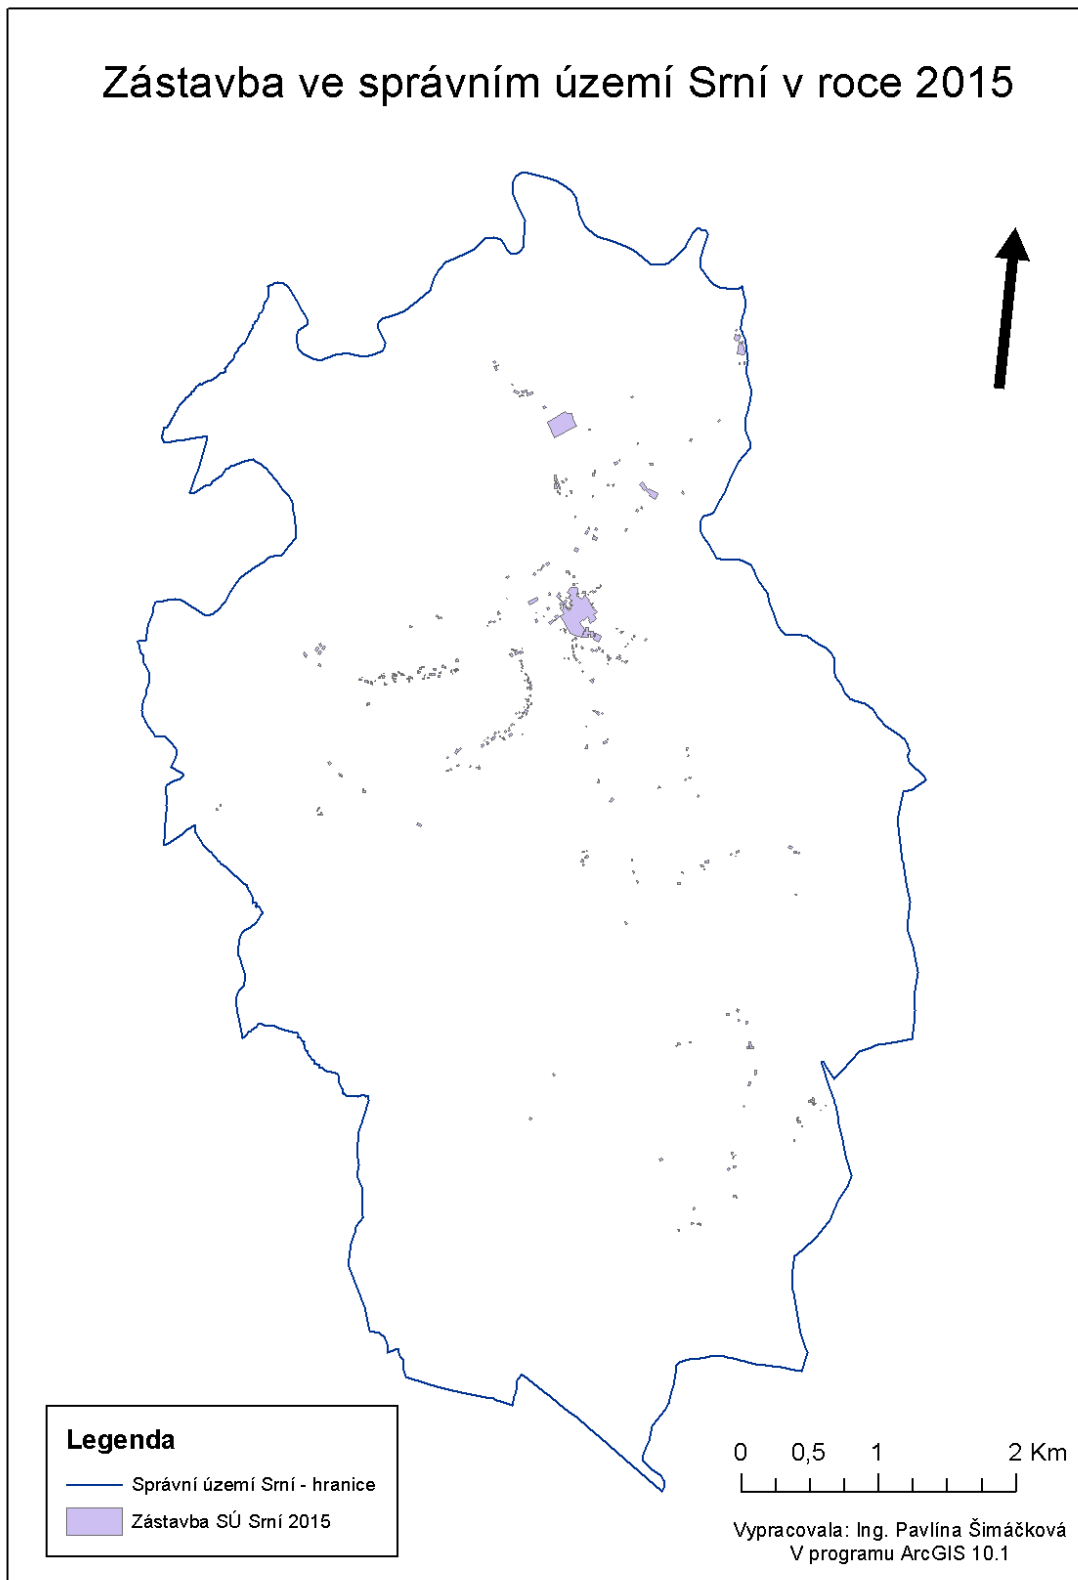 Zástavba ve správním území Srní v roce 2015
Legenda
Správní území Srní - hranice
Zástavba SÚ Srní 2015
0 0,5 1 2 Km
Vypracovala: Ing. Pavlína Šimáčková
V programu ArcGIS 10.1